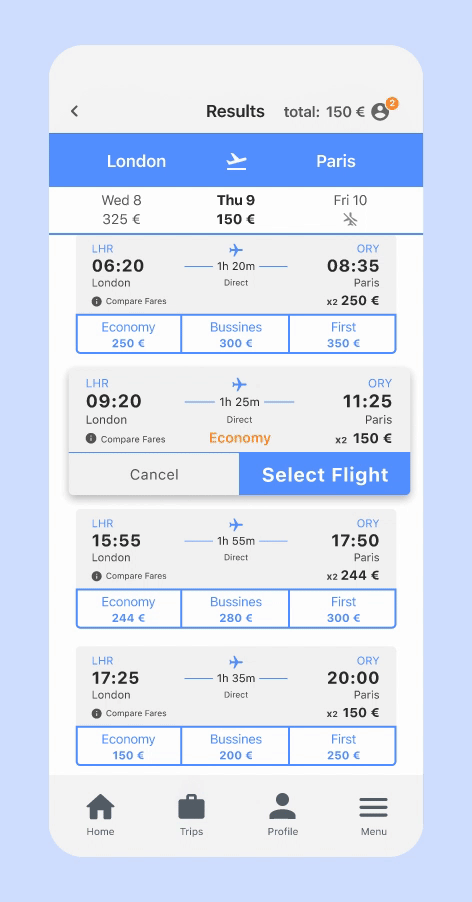 Results total: 150 € 2
London Paris
Wed 8 Thu 9 Fri 10
325 € 150 €
LHR ORY
06:20 1h 20m 08:35
London Direct Paris
Compare Fares x2 250 €
Economy Bussines First
250 € 300 € 350 €
LHR ORY
09:20 1h 25m 11:25
London Direct Paris
Compare Fares Economy x2 150 €
Cancel Select Flight
LHR ORY
15:55 1h 55m 17:50
London Direct Paris
Compare Fares x2 244 €
Economy Bussines First
244 € 280 € 300 €
LHR ORY
17:25 1h 35m 20:00
London Direct Paris
Compare Fares x2 150 €
Economy Bussines First
150 € 200 € 250 €
Home Trips Profile Menu